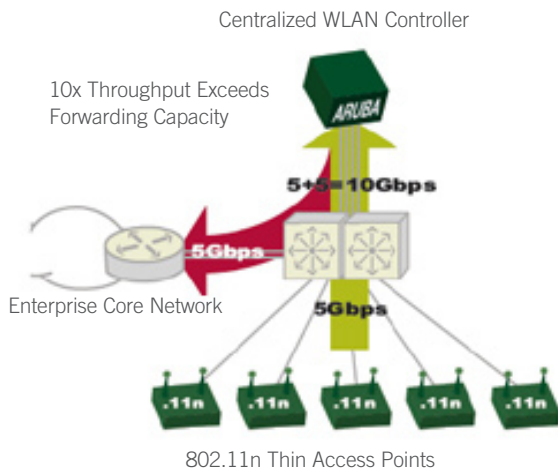 Centralized WLAN Controller
10x Throughput Exceeds
Forwarding Capacity
ARUBA
5+5=10Gbps
5Gbps
Enterprise Core Network
5Gbps
.11n
.11n
.11n
.11n
.11n
802.11n Thin Access Points